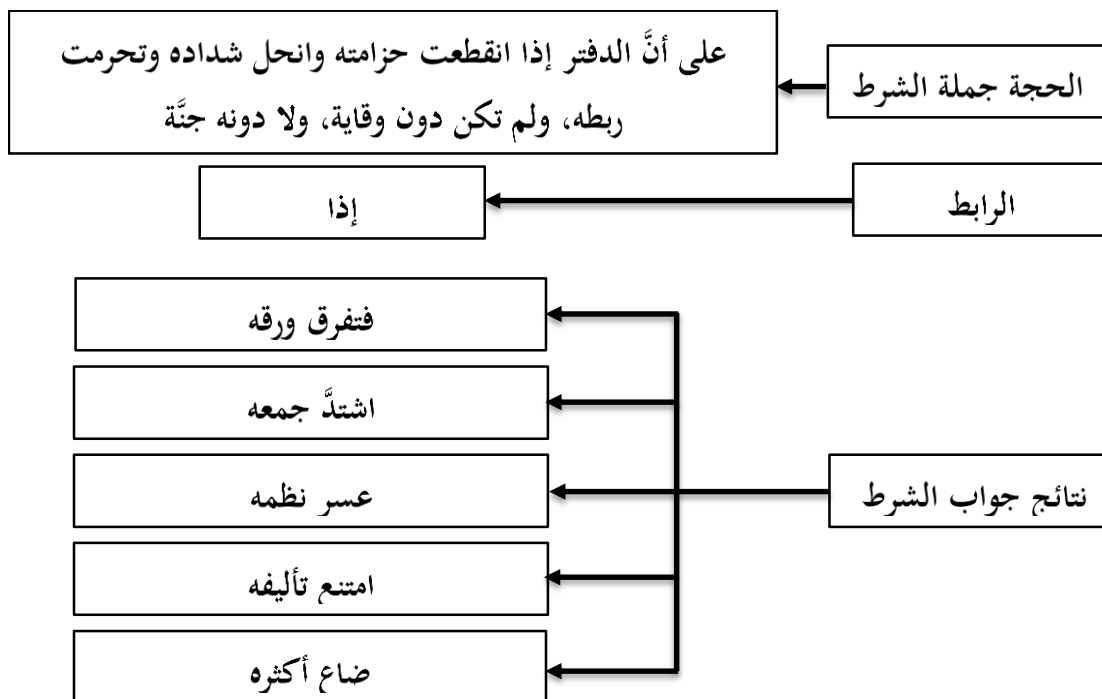 الحجة جملة الشرط
على أنَّ الدفتر إذا انقطعت حزامته وانحل شداده وتحرمت
ربطه، ولم تكن دون وقاية، ولا دونه جنَّة
الرابط
إذا
نتائج جواب الشرط
فتفرق ورقه
اشتدَّ جمعه
عسر نظمه
امتنع تأليفه
ضاع أكثره